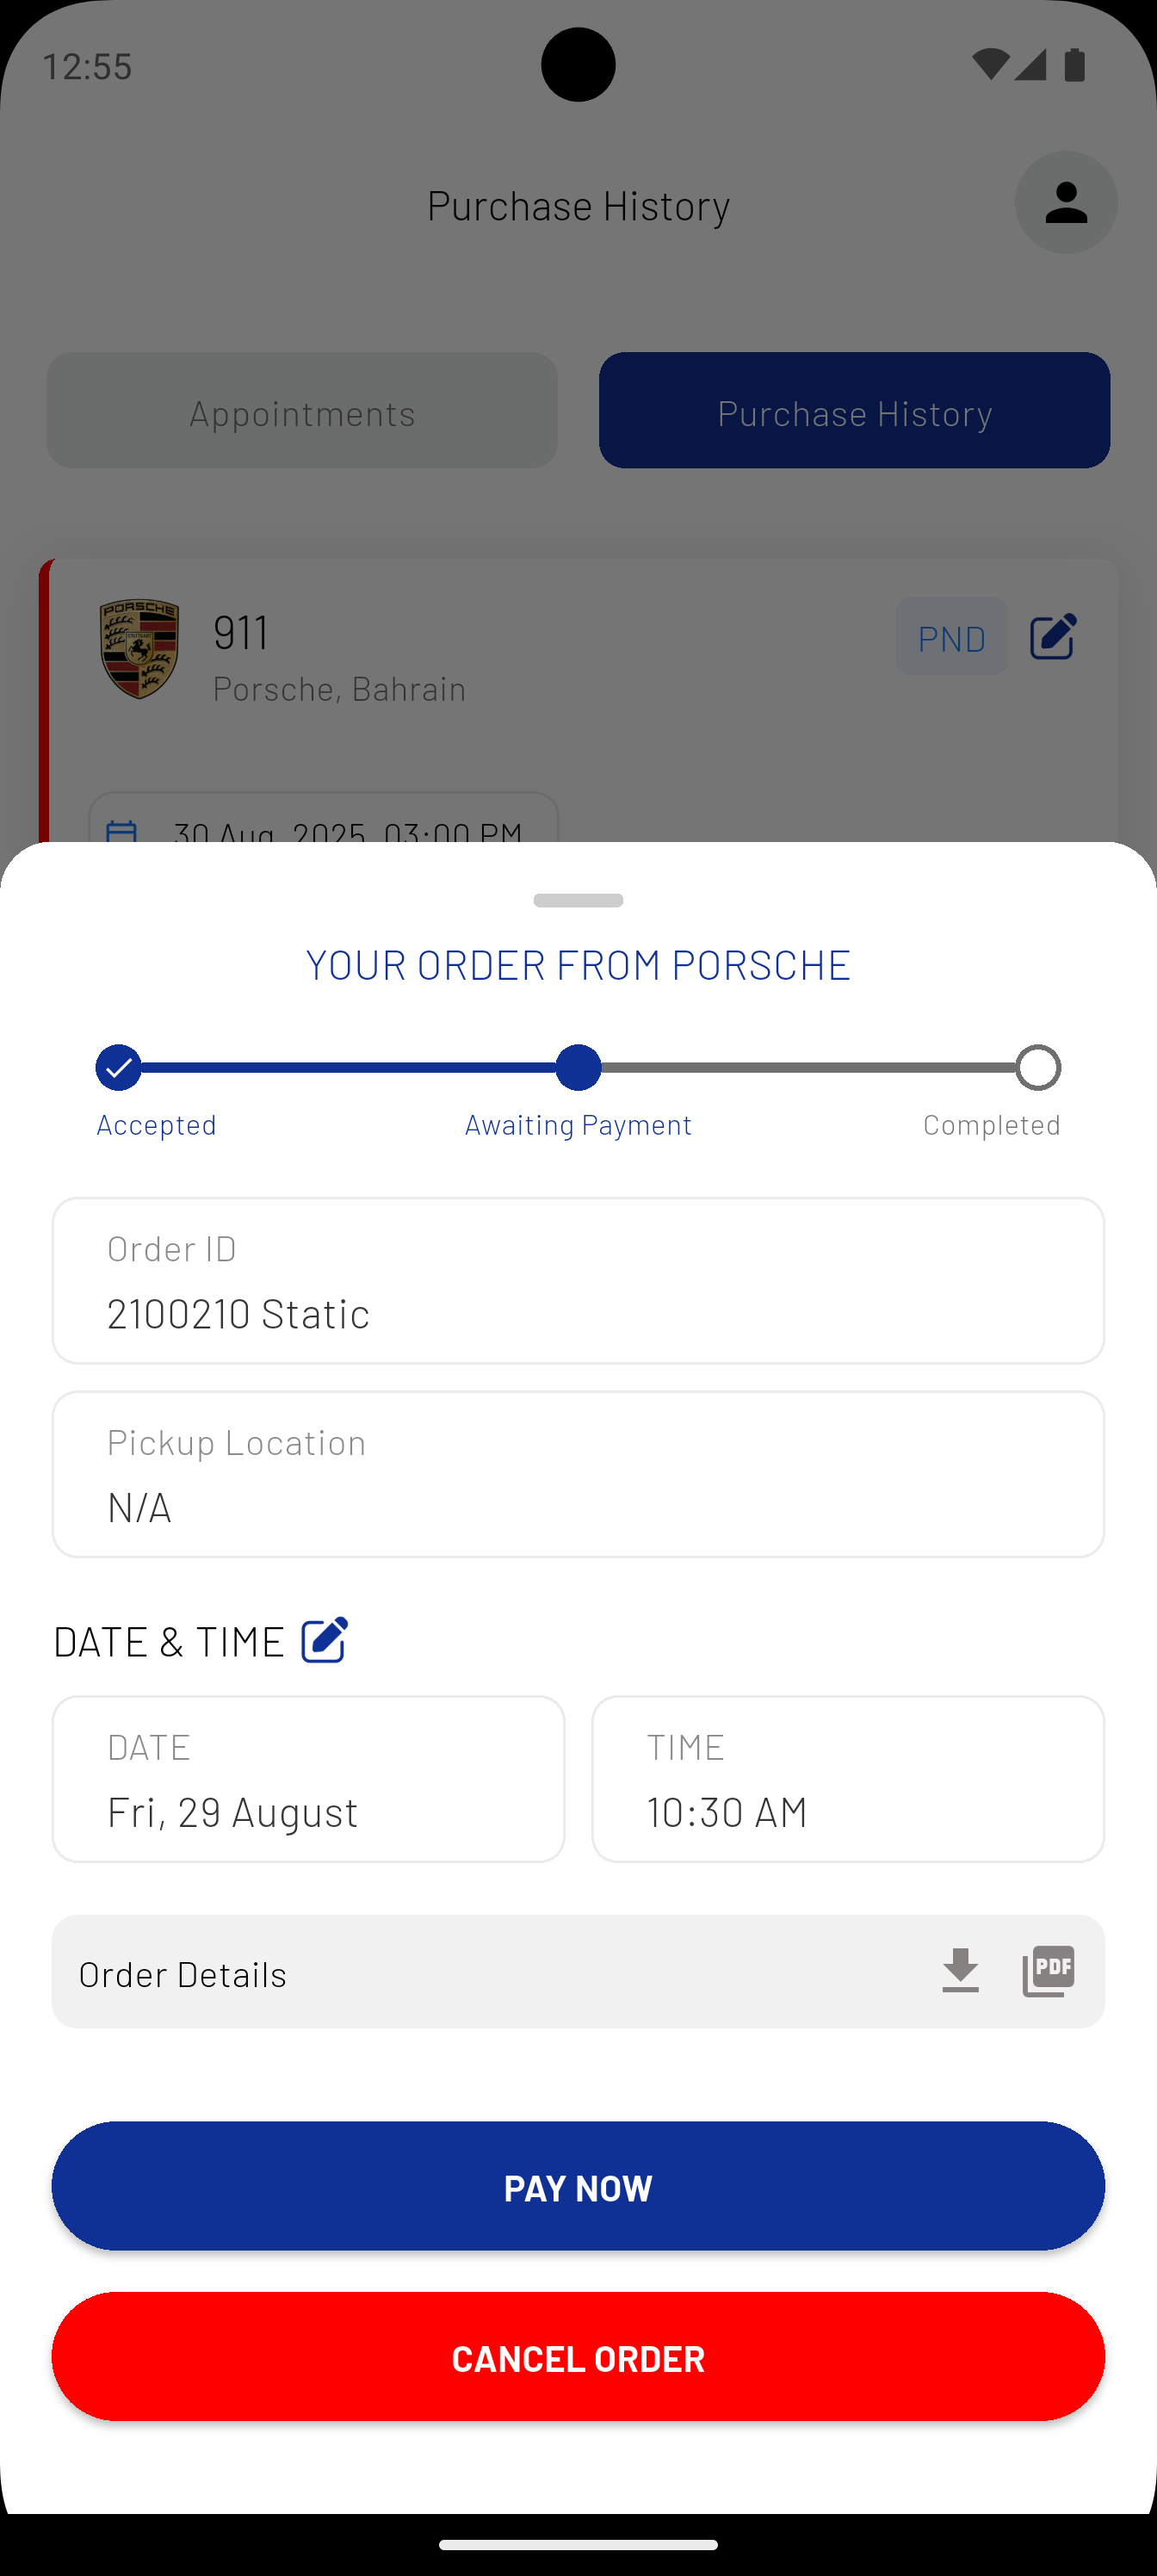 12:55
Purchase History
Appointments
Purchase History
PORSCHE
911
PND
Porsche, Bahrain
30 Aug, 2025, 03:00 PM
YOUR ORDER FROM PORSCHE
Accepted
Awaiting Payment
Completed
Order ID
2100210 Static
Pickup Location
N/A
DATE & TIME
DATE
TIME
Fri, 29 August
10:30 AM
Order Details
PDF
PAY NOW
CANCEL ORDER